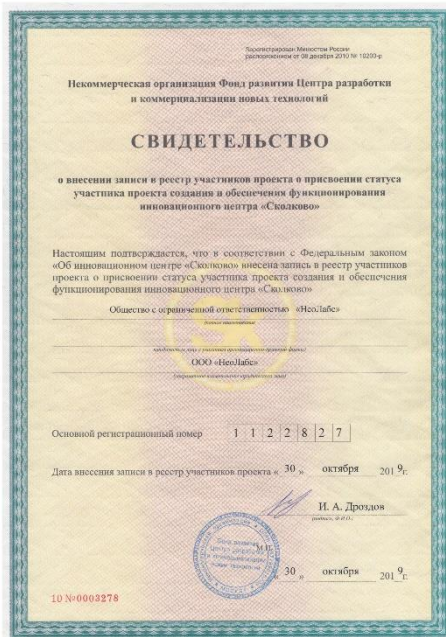 Зарегистрирован Минюстом России
распоряжением от 08 декабря 2010 № 10203-р
Некоммерческая организация Фонд развития Центра разработки
и коммерциализации новых технологий
СВИДЕТЕЛЬСТВО
о внесении записи в реестр участников проекта о присвоении статуса
участника проекта создания и обеспечения функционирования
инновационного центра «Сколково»
Настоящим подтверждается, что в соответствии с Федеральным законом
«Об инновационном центре «Сколково» внесена запись в реестр участников
проекта о присвоении статуса участника проекта создания и обеспечения
функционирования инновационного центра «Сколково»
Общество с ограниченной ответственностью «НеоЛабс»
ООО «НеоЛабс»
Основной регистрационный номер 1 1 2 2 8 2 7
Дата внесения записи в реестр участников проекта « 30 » октября 2019г.
И. А. Дроздов
М.П.
« 30 » октября 2019г.
10 №0003278